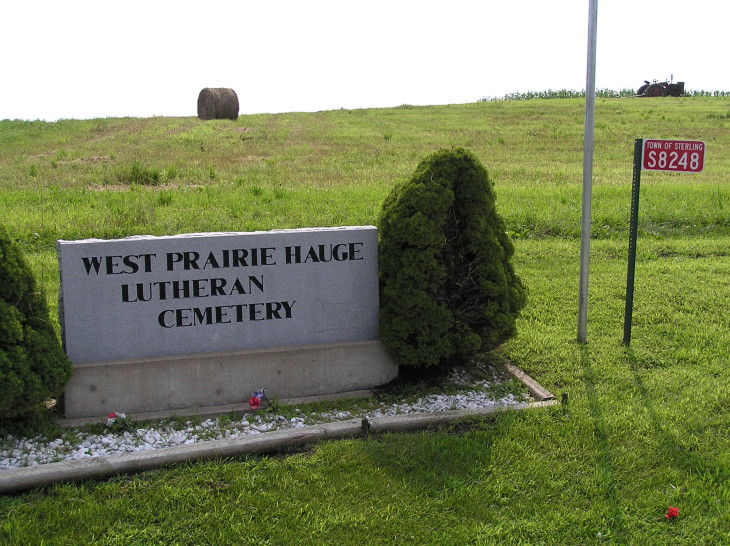 WEST PRAIRIE HAUGE
LUTHERAN
CEMETERY
TOWN OF STERLING
S8248